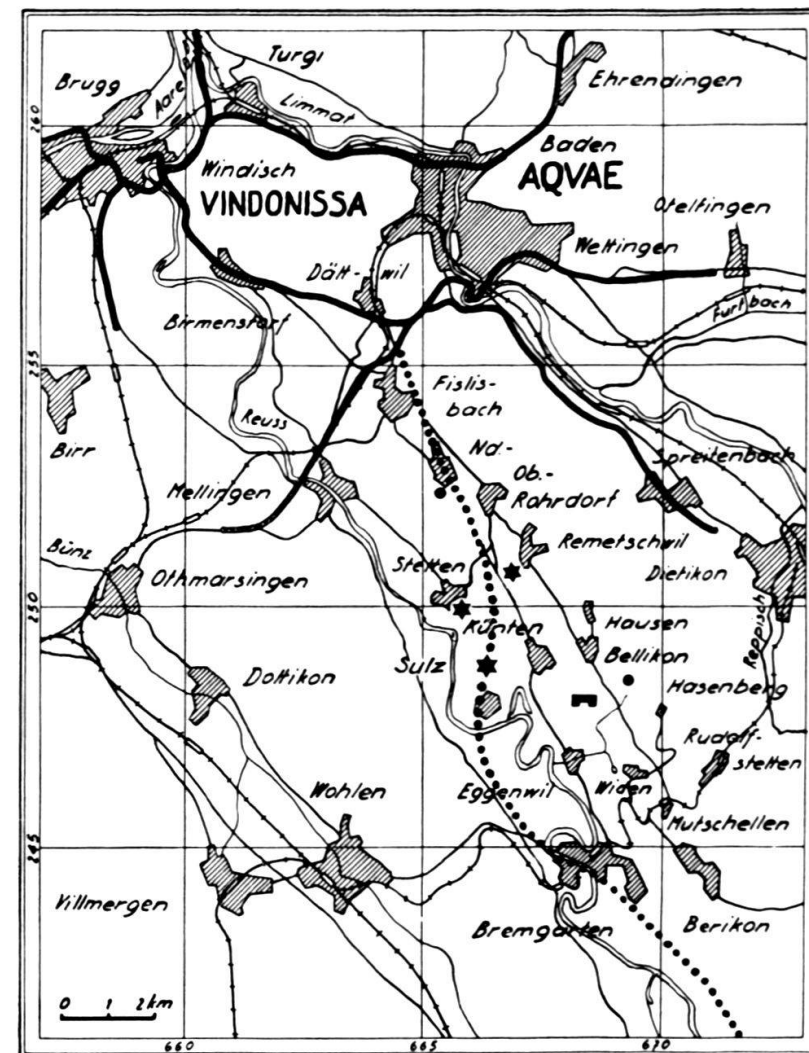 Turgi
Brugg
Aare
Limmat
Ehrendingen
260
Baden
Windisch
AQVAE
VINDONISSA
Otelfingen
Wettingen
Dätt-
wil
Furtbach
Birmenstorf
255
Fislis-
bach
Reuss
Birr
Nd.-
Ob.-
Rohrdorf
Spreitenbach
Mellingen
Remetschwil
Bünz
Stetten
Othmarsingen
Dietikon
250
Künten
Hausen
Reppisch
Sulz
Bellikon
Dottikon
Hasenberg
Rudolf-
stetten
Eggenwil
Widen
Wohlen
Mutschellen
245
Villmergen
Bremgarten
Berikon
0 1 2 km
660
665
670